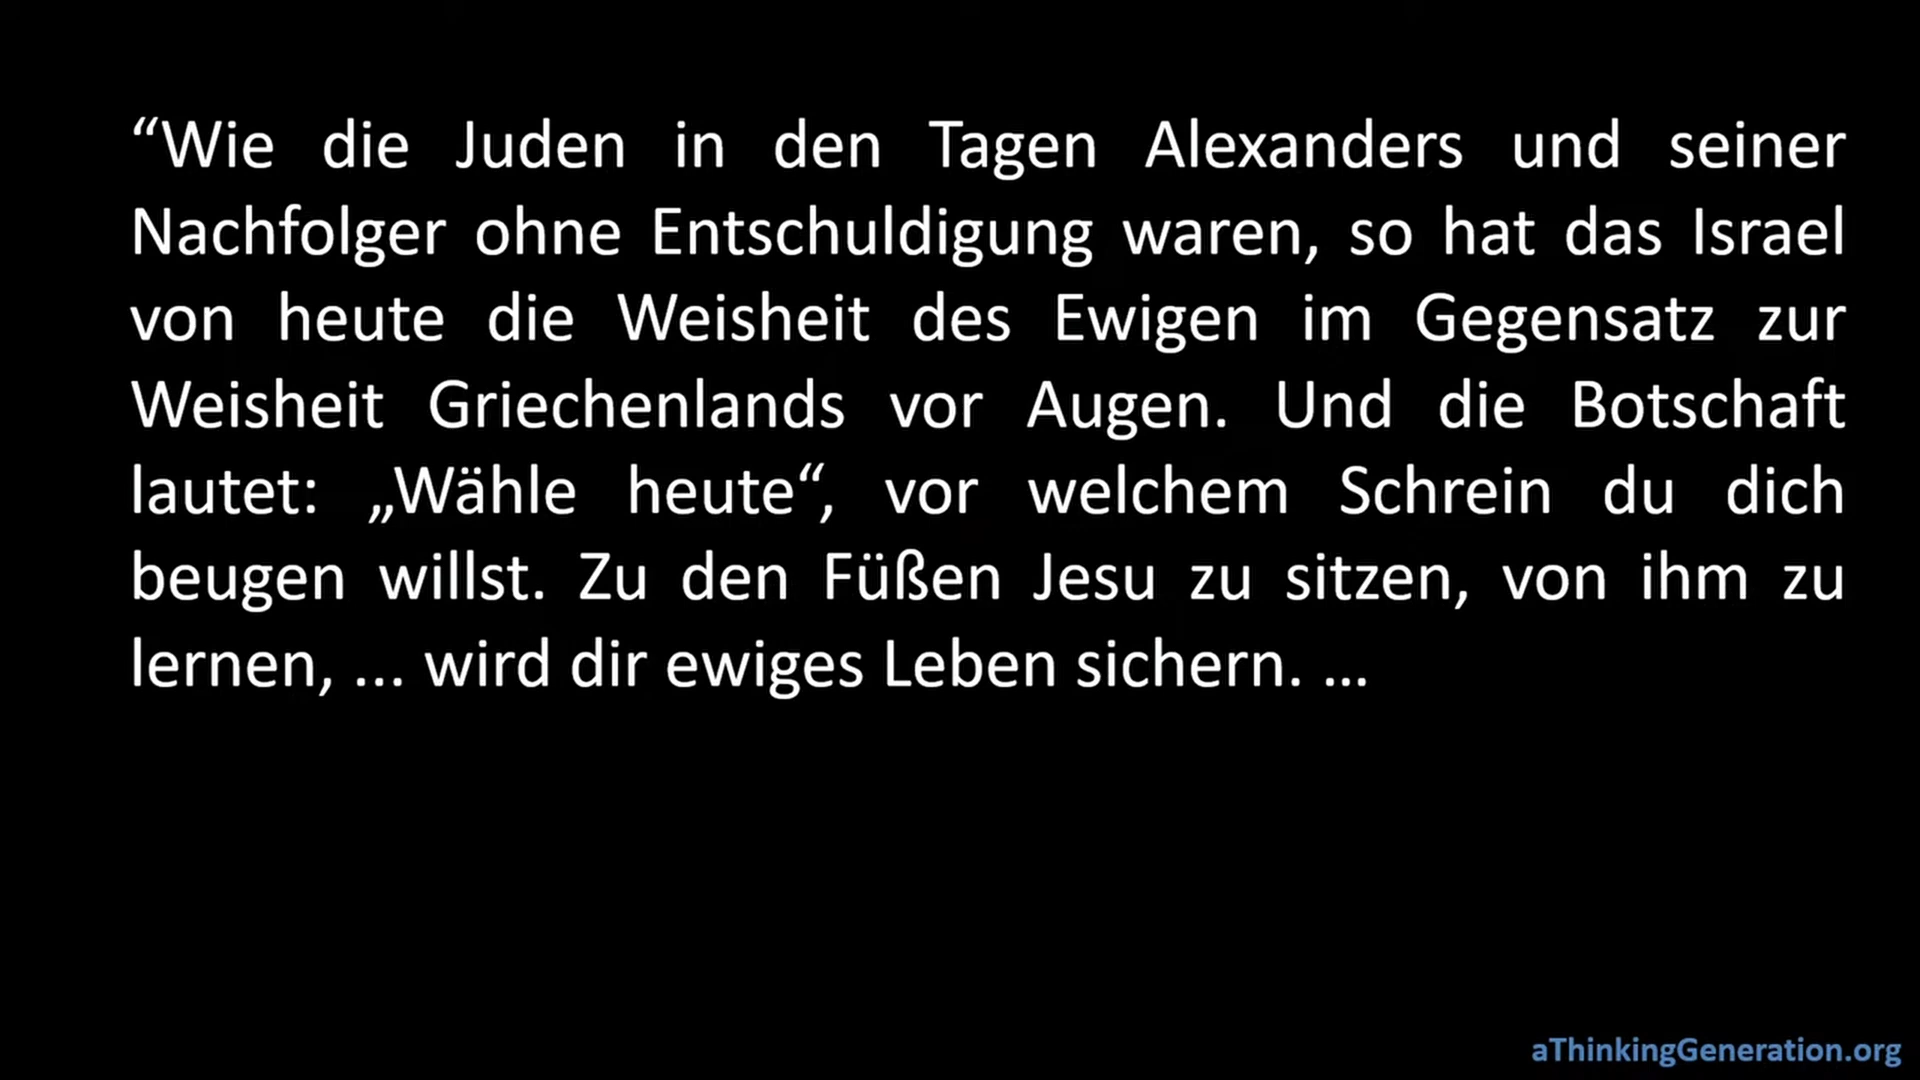 “Wie die Juden in den Tagen Alexanders und seiner
Nachfolger ohne Entschuldigung waren, so hat das Israel
von heute die Weisheit des Ewigen im Gegensatz zur
Weisheit Griechenlands vor Augen. Und die Botschaft
lautet: „Wähle heute“, vor welchem Schrein du dich
beugen willst. Zu den Füßen Jesu zu sitzen, von ihm zu
lernen, ... wird dir ewiges Leben sichern. ...
aThinkingGeneration.org